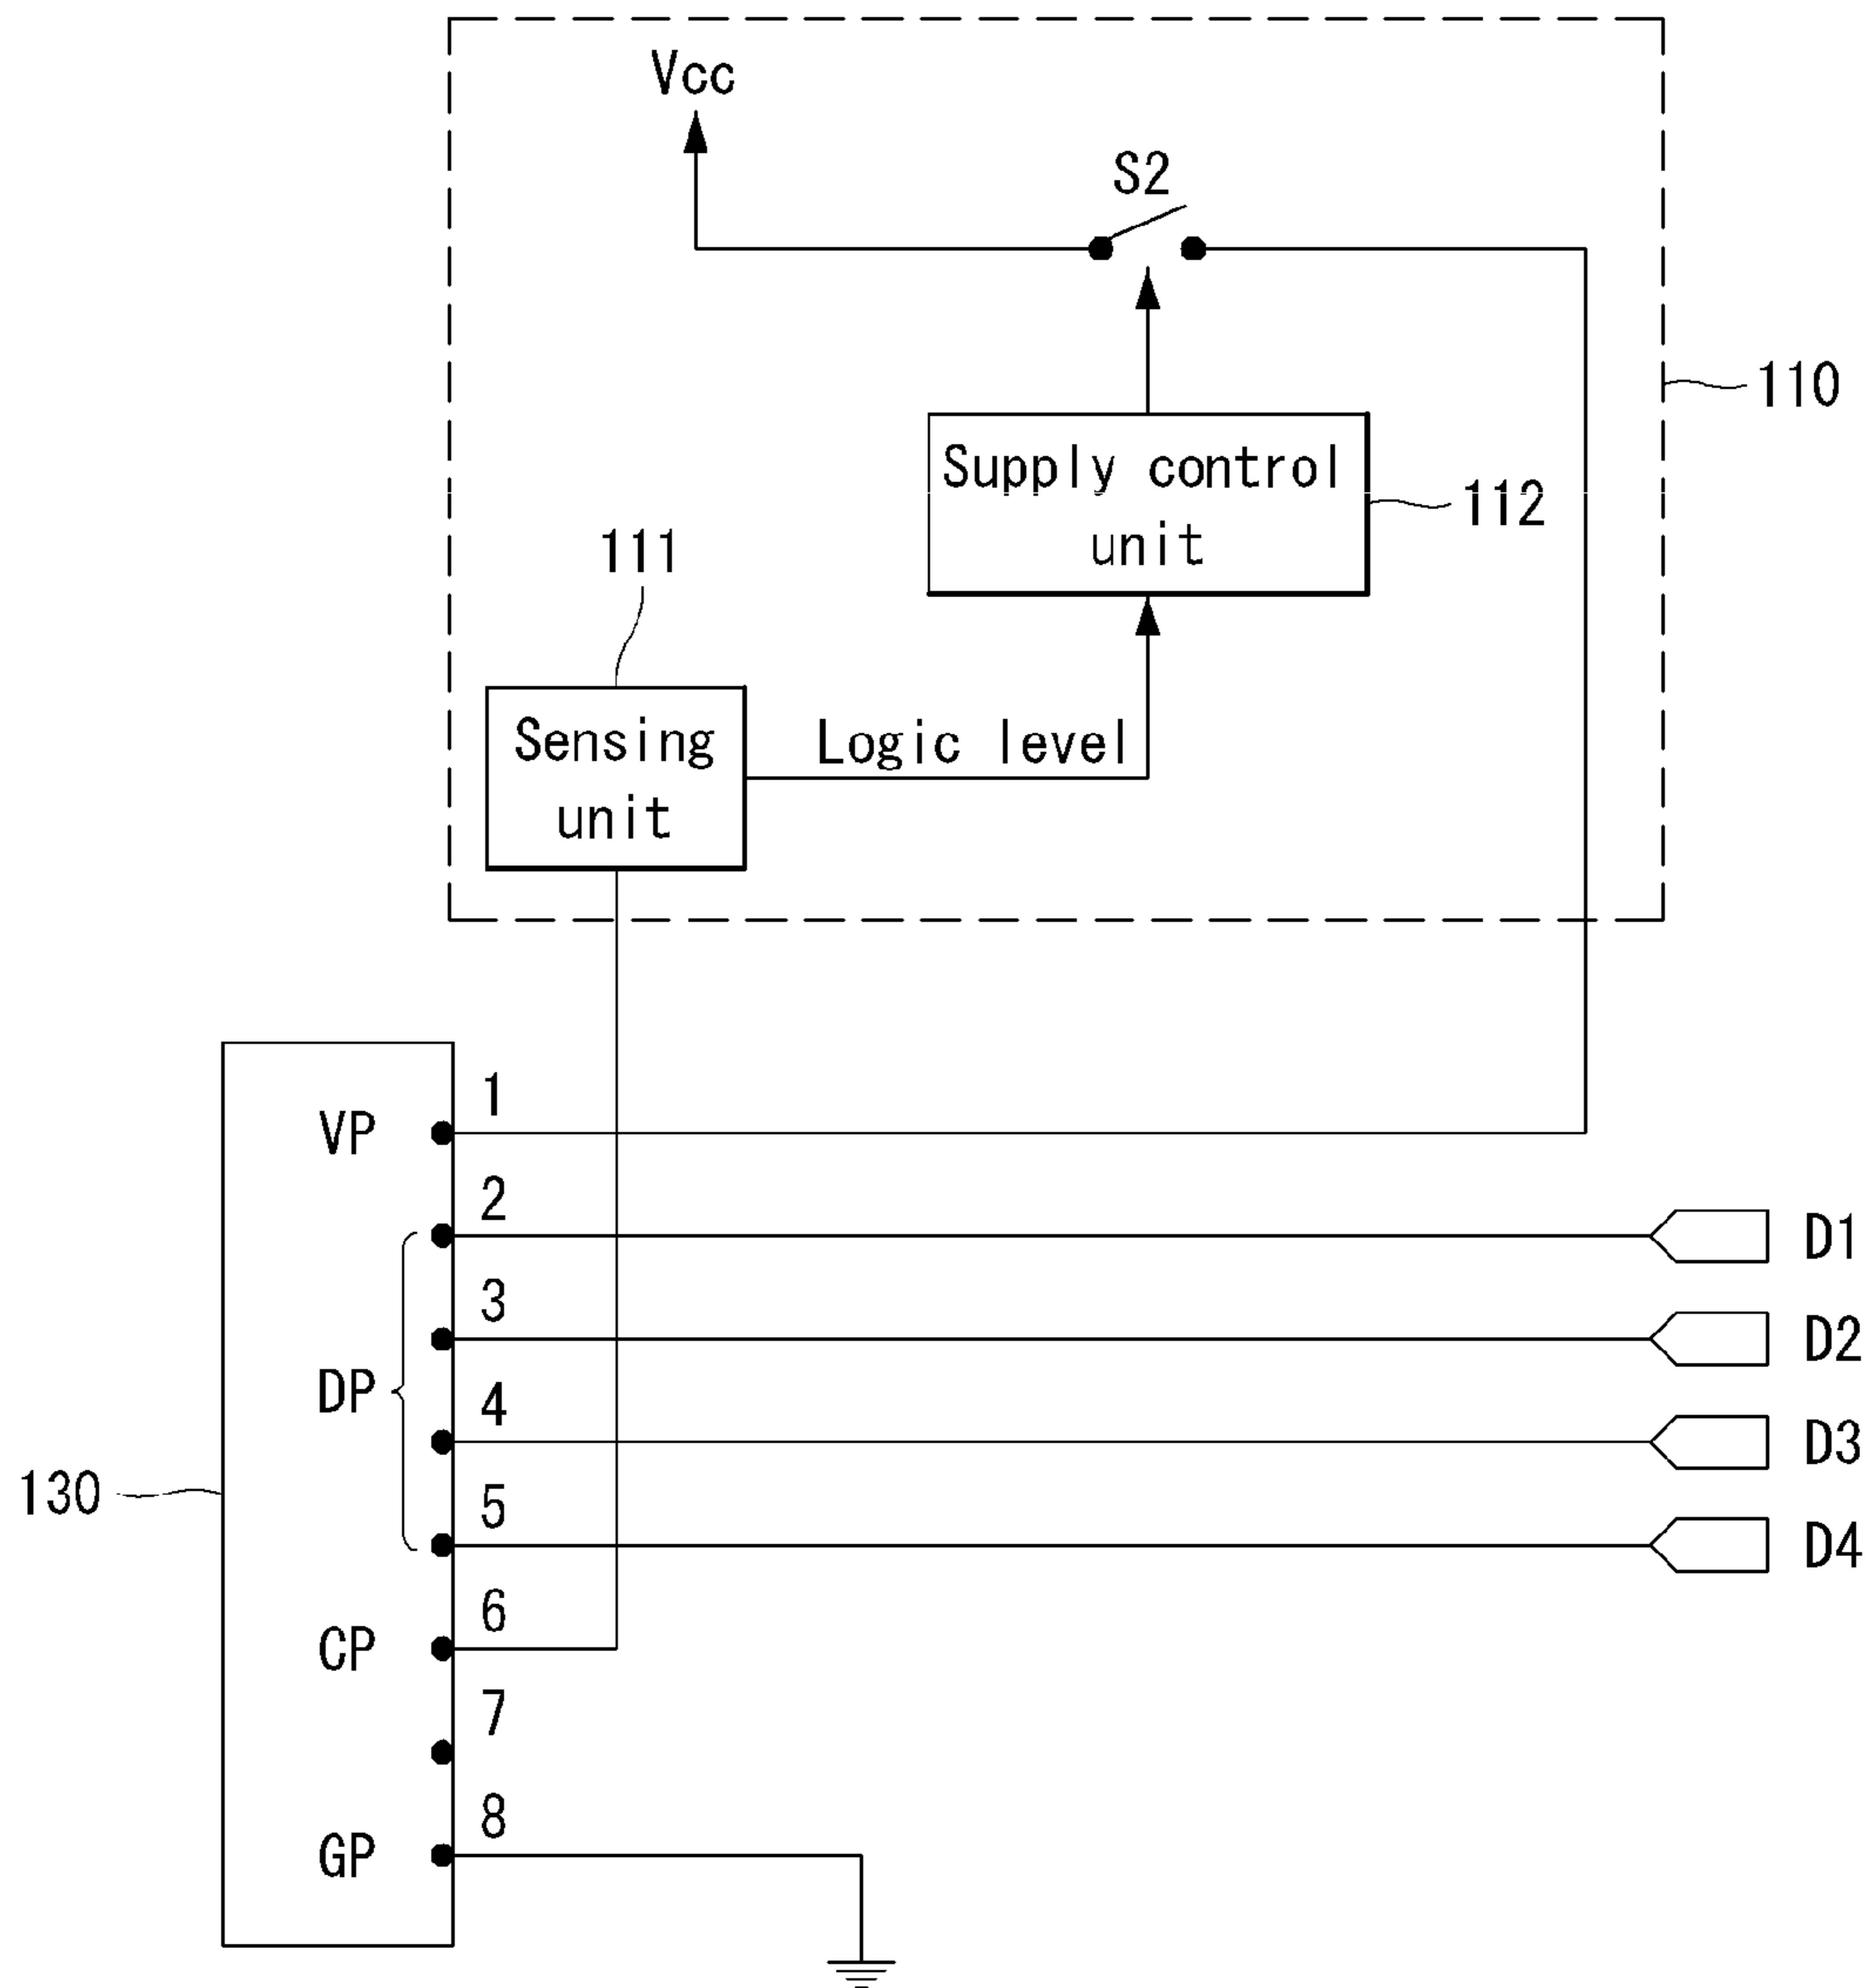 Vcc
S2
110
Supply control
unit
112
111
Sensing
unit
Logic level
VP
1
2
D1
3
D2
DP
4
D3
130
5
D4
6
CP
7
8
GP